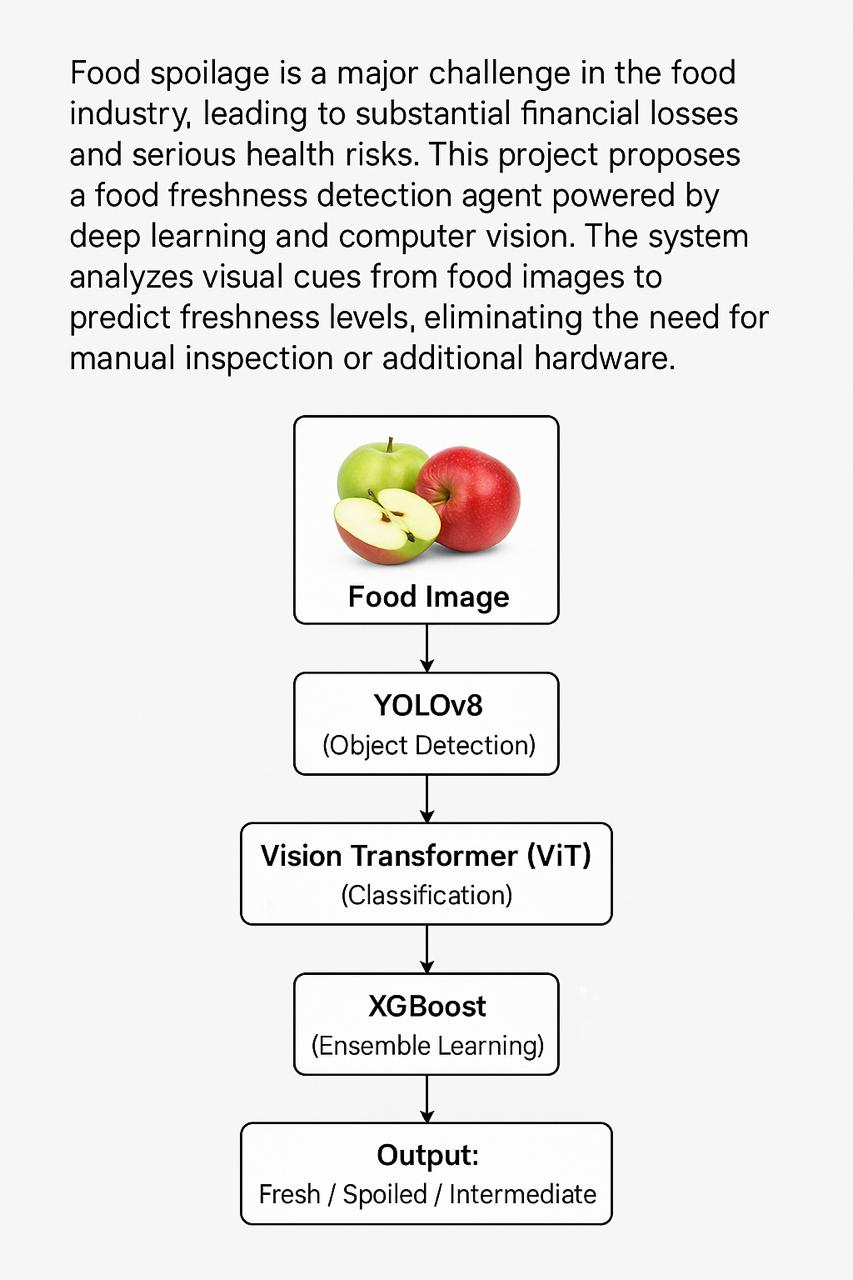 Food spoilage is a major challenge in the food
industry, leading to substantial financial losses
and serious health risks. This project proposes
a food freshness detection agent powered by
deep learning and computer vision. The system
analyzes visual cues from food images to
predict freshness levels, eliminating the need for
manual inspection or additional hardware.
Food Image
YOLOv8
(Object Detection)
Vision Transformer (ViT)
(Classification)
XGBoost
(Ensemble Learning)
Output:
Fresh / Spoiled / Intermediate